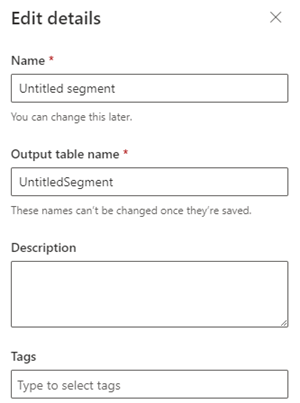 Edit details
Name *
Untitled segment
You can change this later.
Output table name *
UntitledSegment
These names can't be changed once they're saved.
Description
Tags
Type to select tags